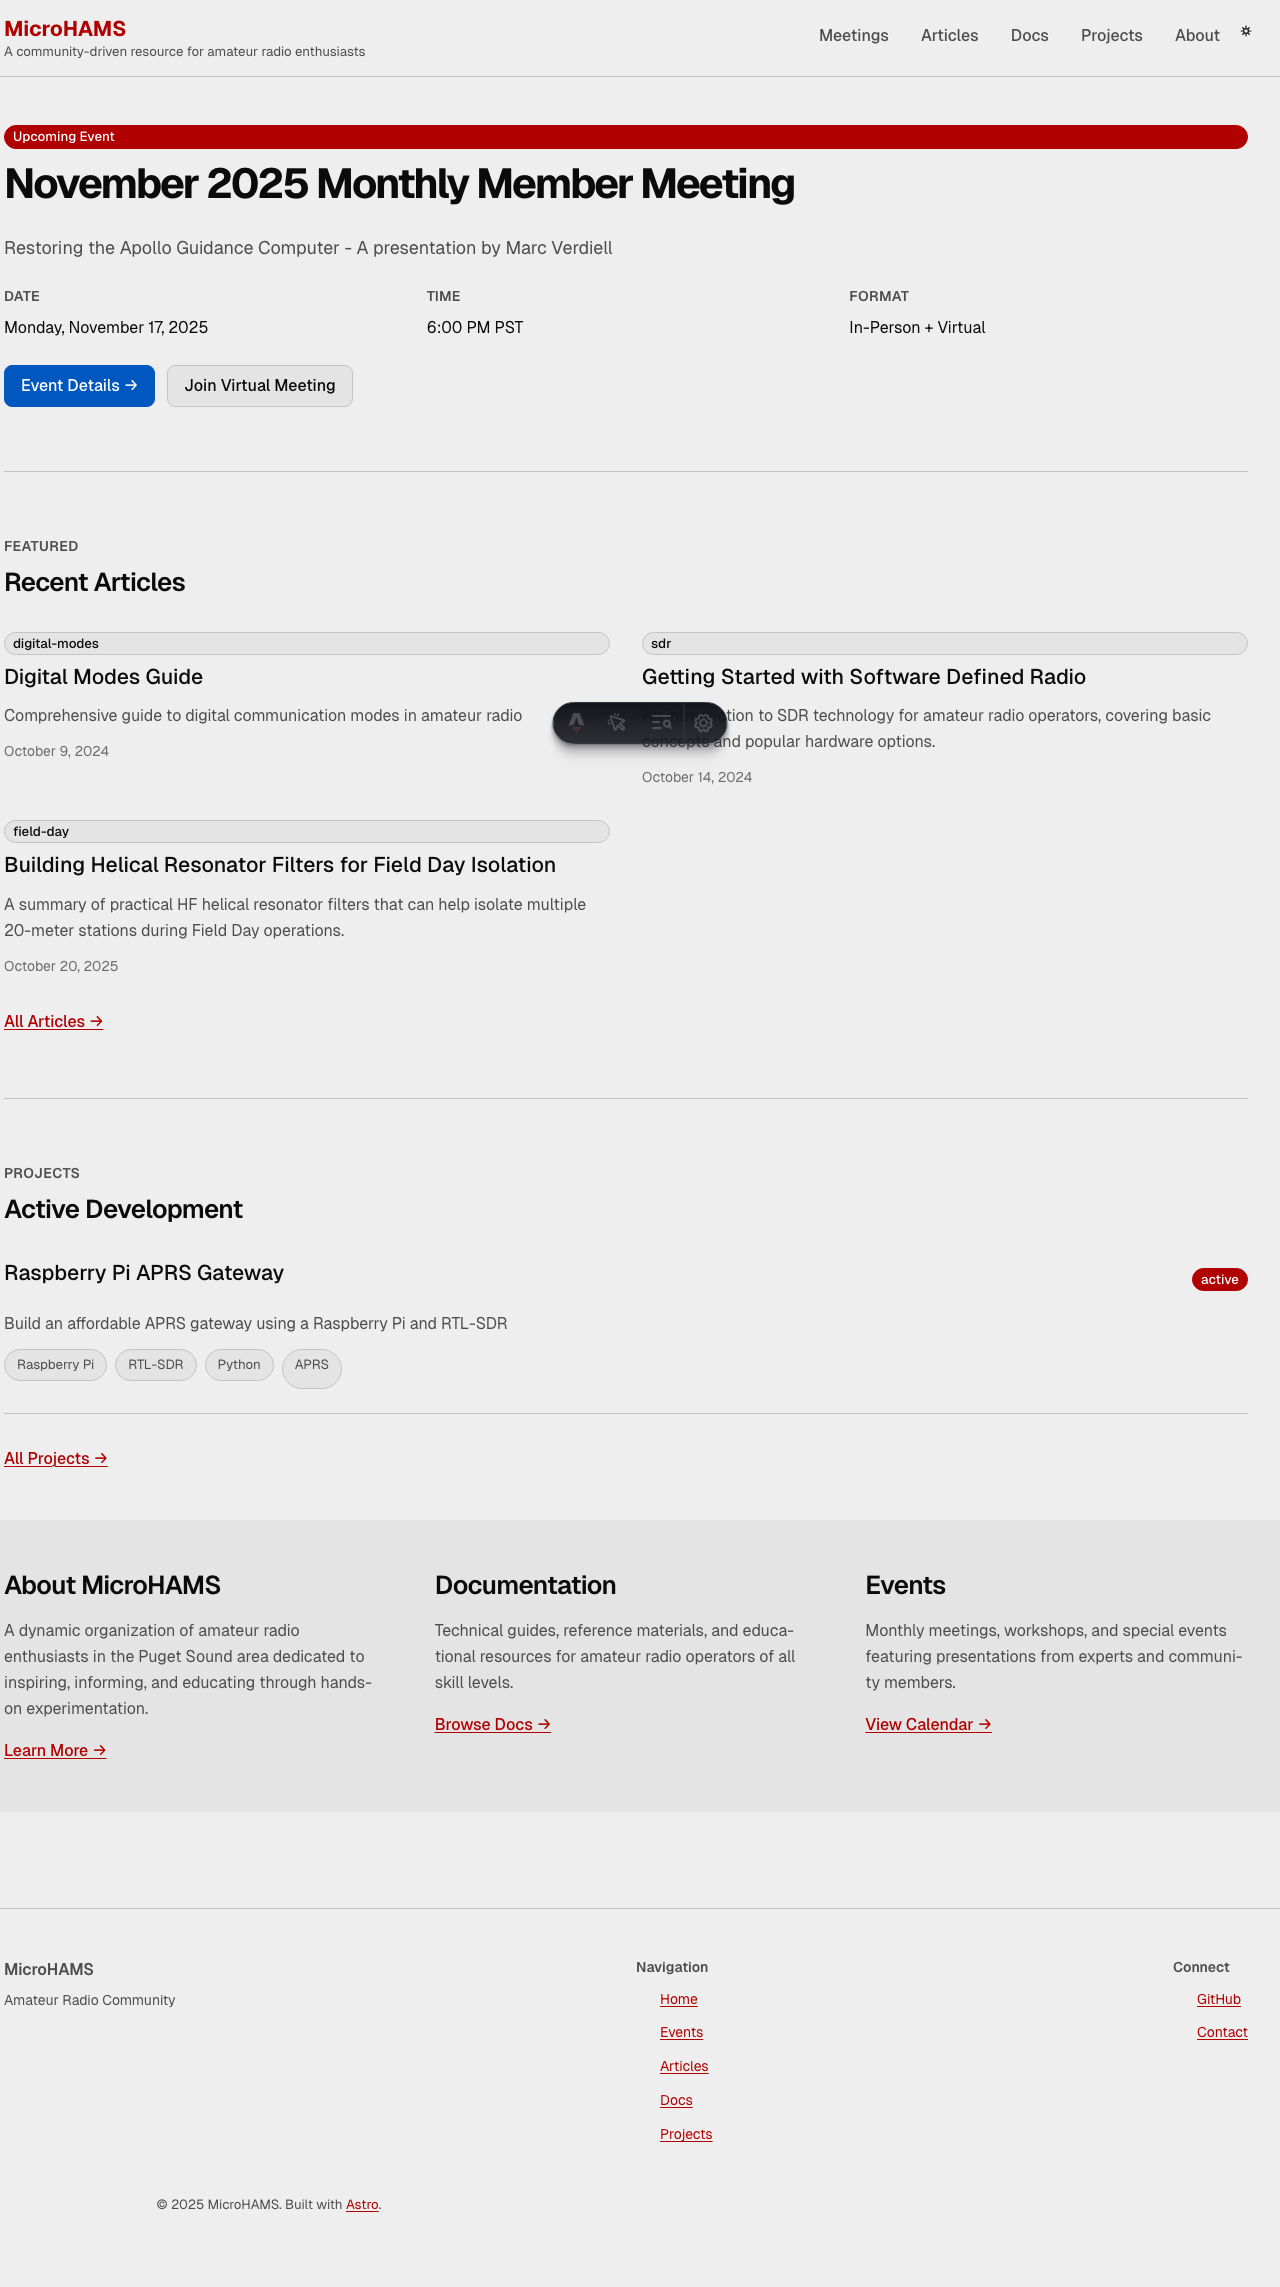 MicroHAMS
A community-driven resource for amateur radio enthusiasts
Meetings
Articles
Docs
Projects
About
Upcoming Event
November 2025 Monthly Member Meeting
Restoring the Apollo Guidance Computer - A presentation by Marc Verdiell
DATE
Monday, November 17, 2025
TIME
6:00 PM PST
FORMAT
In-Person + Virtual
Event Details →
Join Virtual Meeting
FEATURED
Recent Articles
digital-modes
Digital Modes Guide
Comprehensive guide to digital communication modes in amateur radio
October 9, 2024
sdr
Getting Started with Software Defined Radio
to SDR technology for amateur radio operators, covering basic
concepts and popular hardware options.
October 14, 2024
field-day
Building Helical Resonator Filters for Field Day Isolation
A summary of practical HF helical resonator filters that can help isolate multiple
20-meter stations during Field Day operations.
October 20, 2025
All Articles →
PROJECTS
Active Development
Raspberry Pi APRS Gateway
active
Build an affordable APRS gateway using a Raspberry Pi and RTL-SDR
Raspberry Pi
RTL-SDR
Python
APRS
All Projects →
About MicroHAMS
A dynamic organization of amateur radio
enthusiasts in the Puget Sound area dedicated to
inspiring, informing, and educating through hands-
on experimentation.
Learn More →
Documentation
Technical guides, reference materials, and educa-
tional resources for amateur radio operators of all
skill levels.
Browse Docs →
Events
Monthly meetings, workshops, and special events
featuring presentations from experts and communi-
ty members.
View Calendar →
MicroHAMS
Amateur Radio Community
Navigation
Home
Events
Articles
Docs
Projects
Connect
GitHub
Contact
© 2025 MicroHAMS. Built with Astro.